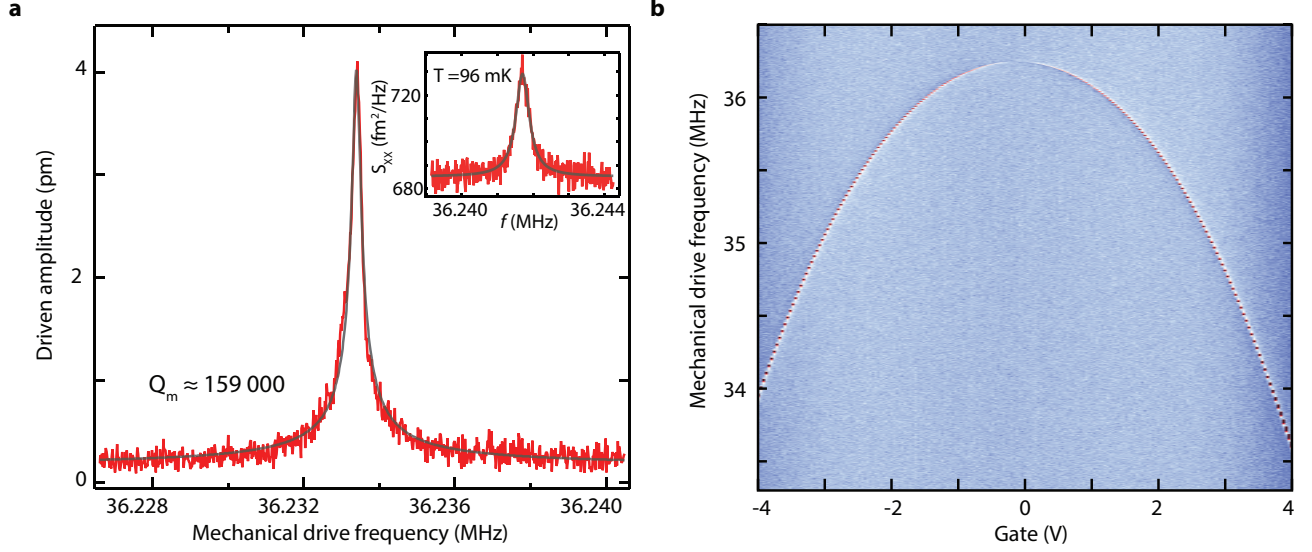 a
Driven amplitude (pm)
4
2
0
Qm ≈ 159 000
36.228
36.232
36.236
36.240
Mechanical drive frequency (MHz)
T =96 mK
SXX (fm²/Hz)
720
680
36.240
36.244
f (MHz)
b
Mechanical drive frequency (MHz)
36
35
34
-4
-2
0
2
4
Gate (V)